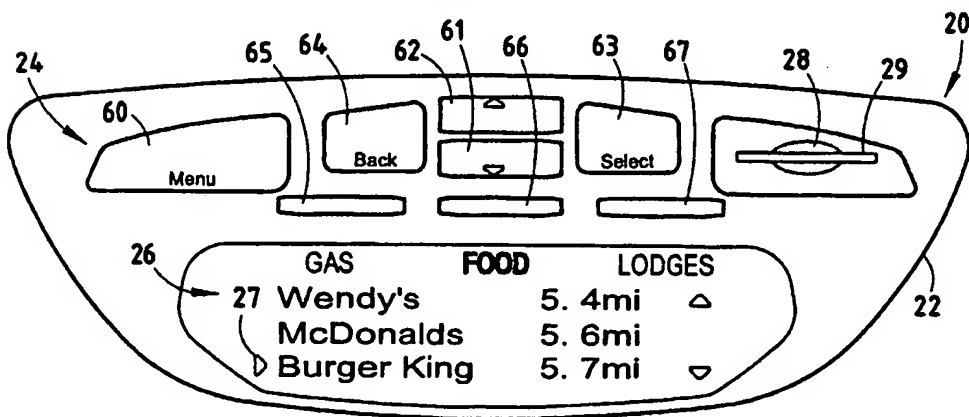 20
61
64
62
66
63
67
28
29
65
24
60
Back
Select
Menu
GAS FOOD LODGES
26
27 Wendy's 5. 4mi
22
McDonalds 5. 6mi
Burger King 5. 7mi